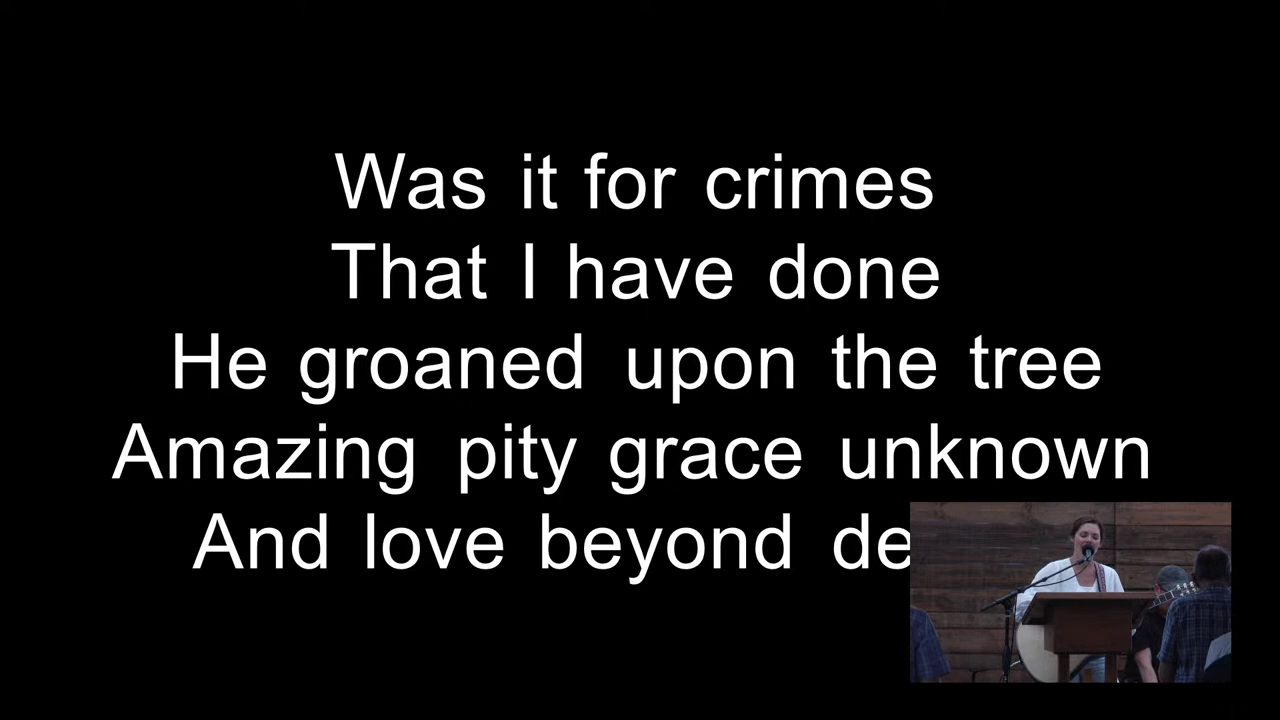 Was it for crimes
That I have done
He groaned upon the tree
Amazing pity grace unknown
And love beyond